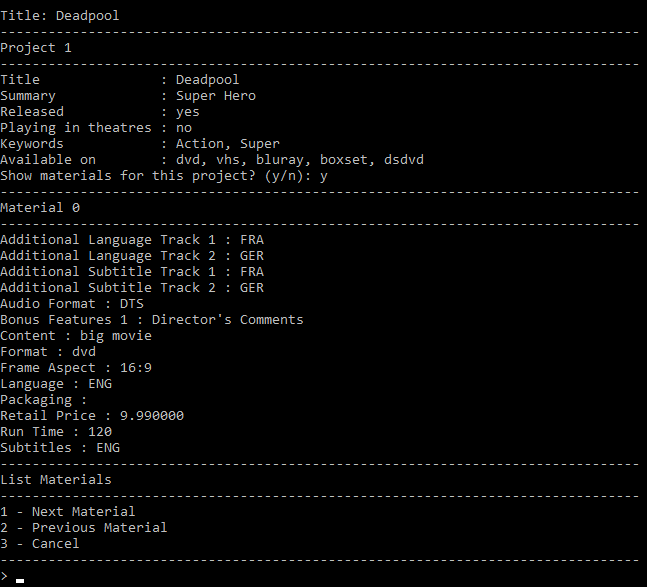 Title: Deadpool
--------------------------------------------------------------------------------
Project 1
--------------------------------------------------------------------------------
Title               : Deadpool
Summary             : Super Hero
Released            : yes
Playing in theatres : no
Keywords            : Action, Super
Available on        : dvd, vhs, bluray, boxset, dsdvd
Show materials for this project? (y/n): y
--------------------------------------------------------------------------------
Material 0
--------------------------------------------------------------------------------
Additional Language Track 1 : FRA
Additional Language Track 2 : GER
Additional Subtitle Track 1 : FRA
Additional Subtitle Track 2 : GER
Audio Format : DTS
Bonus Features 1 : Director's Comments
Content : big movie
Format : dvd
Frame Aspect : 16:9
Language : ENG
Packaging :
Retail Price : 9.990000
Run Time : 120
Subtitles : ENG
--------------------------------------------------------------------------------
List Materials
--------------------------------------------------------------------------------
1 - Next Material
2 - Previous Material
3 - Cancel
--------------------------------------------------------------------------------
> _